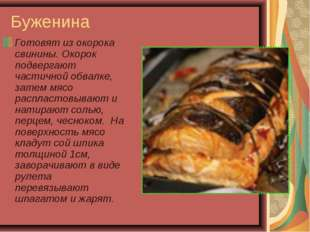 Буженина
Готовят из окорока
свинины. Окорок
подвергают
частичной обвалке,
затем мясо
распластовывают и
натирают солью,
перцем, чесноком. На
поверхность мясо
кладут сой шпика
толщиной 1см,
заворачивают в виде
рулета
перевязывают
шпагатом и жарят.